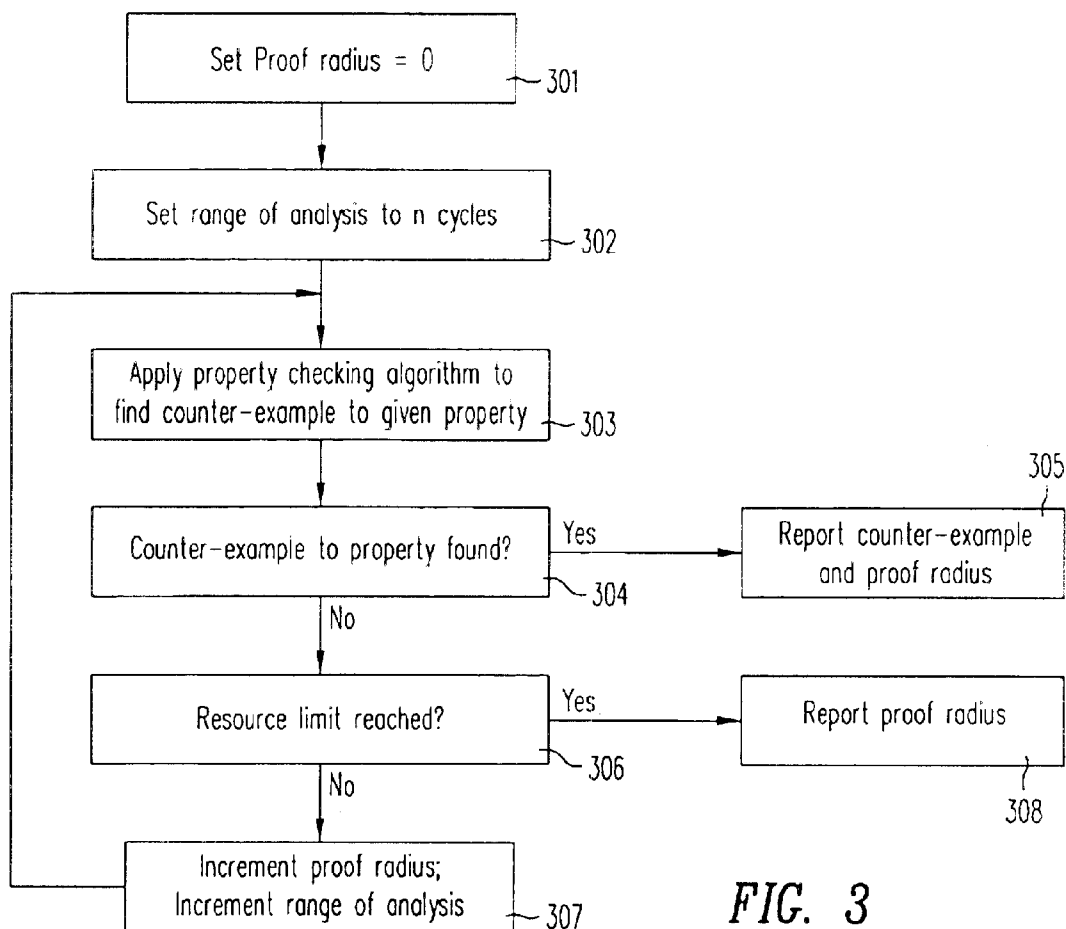 Set Proof radius = 0
301
Set range of analysis to n cycles
302
Apply property checking algorithm to
find counter-example to given property
303
Counter-example to property found?
304
Yes
305
Report counter-example
and proof radius
No
Resource limit reached?
306
Yes
Report proof radius
308
No
Increment proof radius;
Increment range of analysis
307
FIG. 3